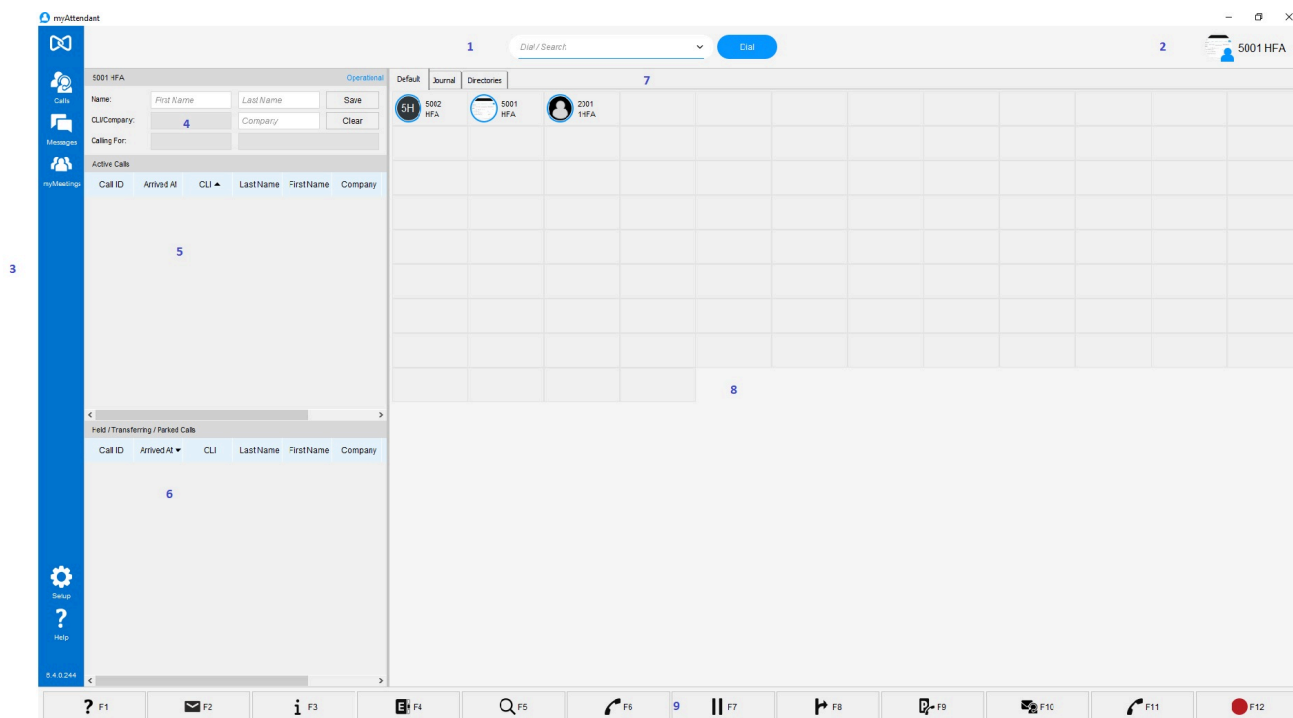 myAttendant
1 Dial / Search Dial 2 5001 HFA
5001 HFA Operational
Default Journal Directories 7
Calls
Name: First Name Last Name Save
CLI/Company: 4 Company Clear
Calling For:
5H 5002 HFA
5001 HFA
2001 HFA
Messages
myMeetings
Active Calls
Call ID Arrived At CLI Last Name First Name Company
5
3
8
Held / Transferring / Parked Calls
Call ID Arrived At CLI Last Name First Name Company
6
Setup
Help
5.4.0.244
? F1 F2 i F3 E F4 F5 F6 9 F7 F8 F9 F10 F11 F12